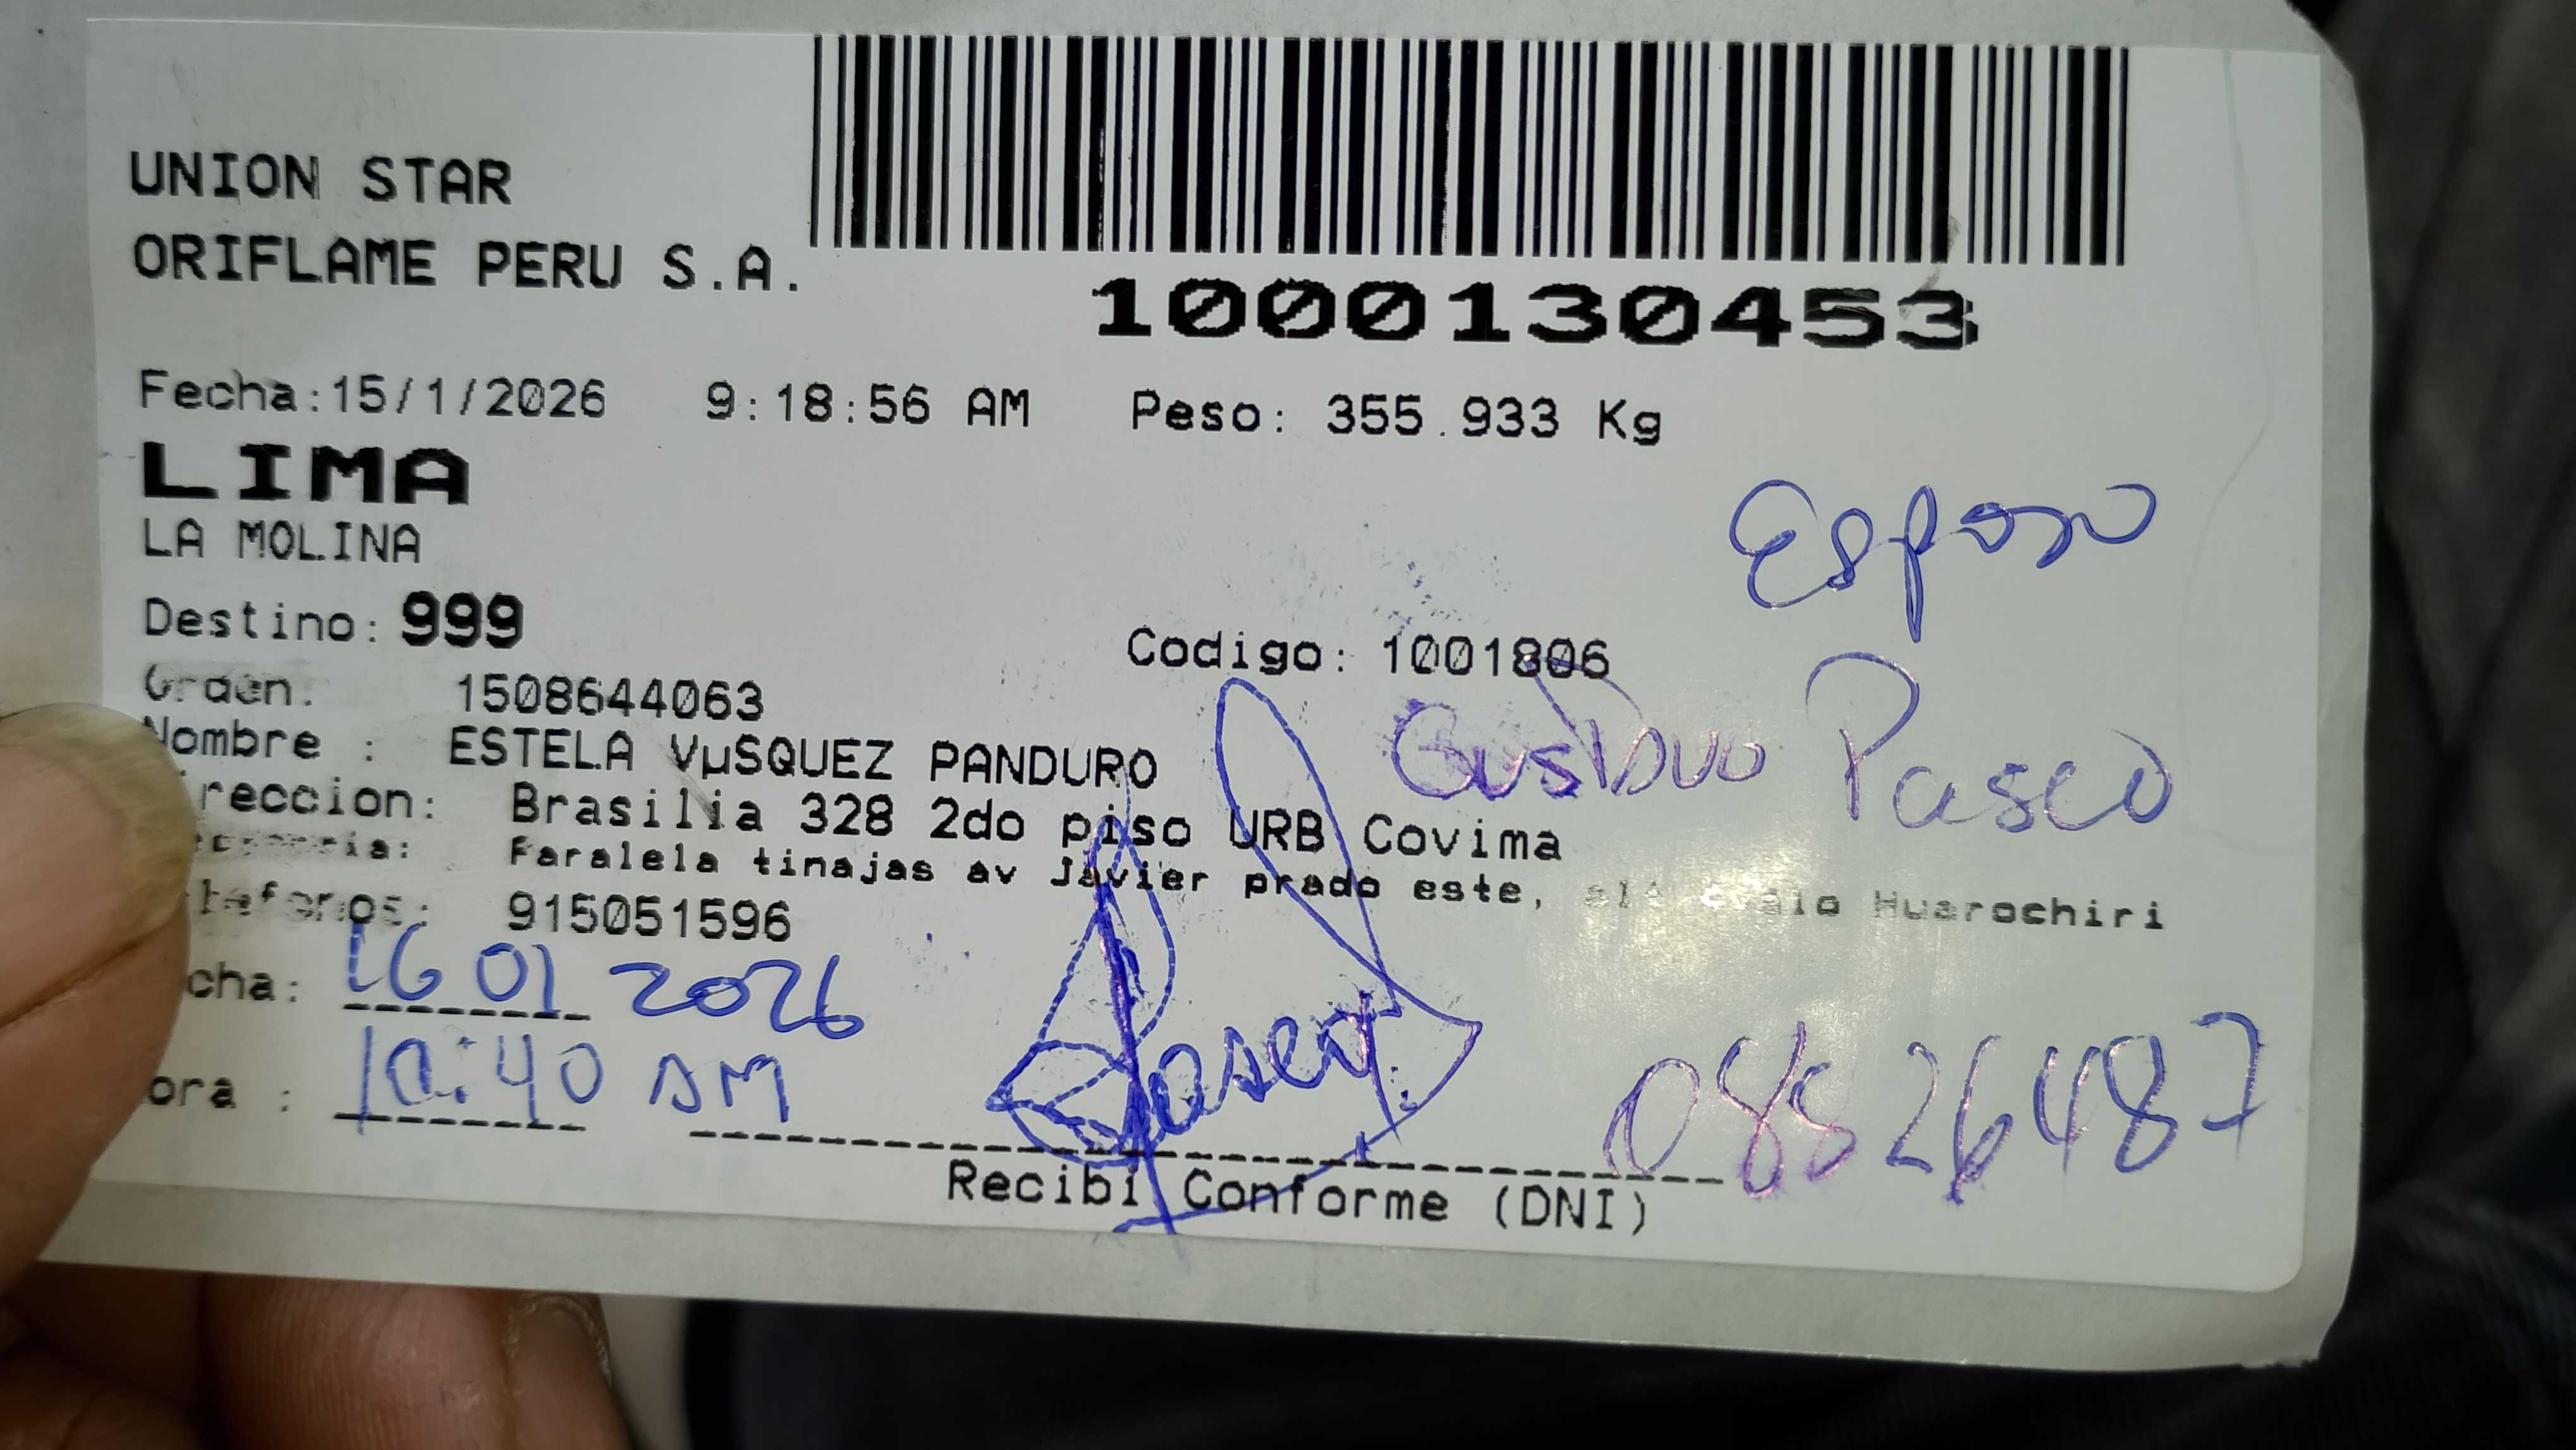 UNION STAR
ORIFLAME PERU S.A.
1000130453
Fecha:15/1/2026 9:18:56 AM Peso: 355.933 Kg
LIMA
LA MOLINA
Esposo
Destino: 999
Codigo: 1001806
Orden: 1508644063
Gustavo Pasco
Nombre : ESTELA VµSQUEZ PANDURO
reccion: Brasilia 328 2do piso URB Covima
Paralela tinajas av Javier prado este, Huarochiri
915051596
cha: 16 01 2026
ora : 10:40 AM
Pasco
08826487
Recibi Conforme (DNI)